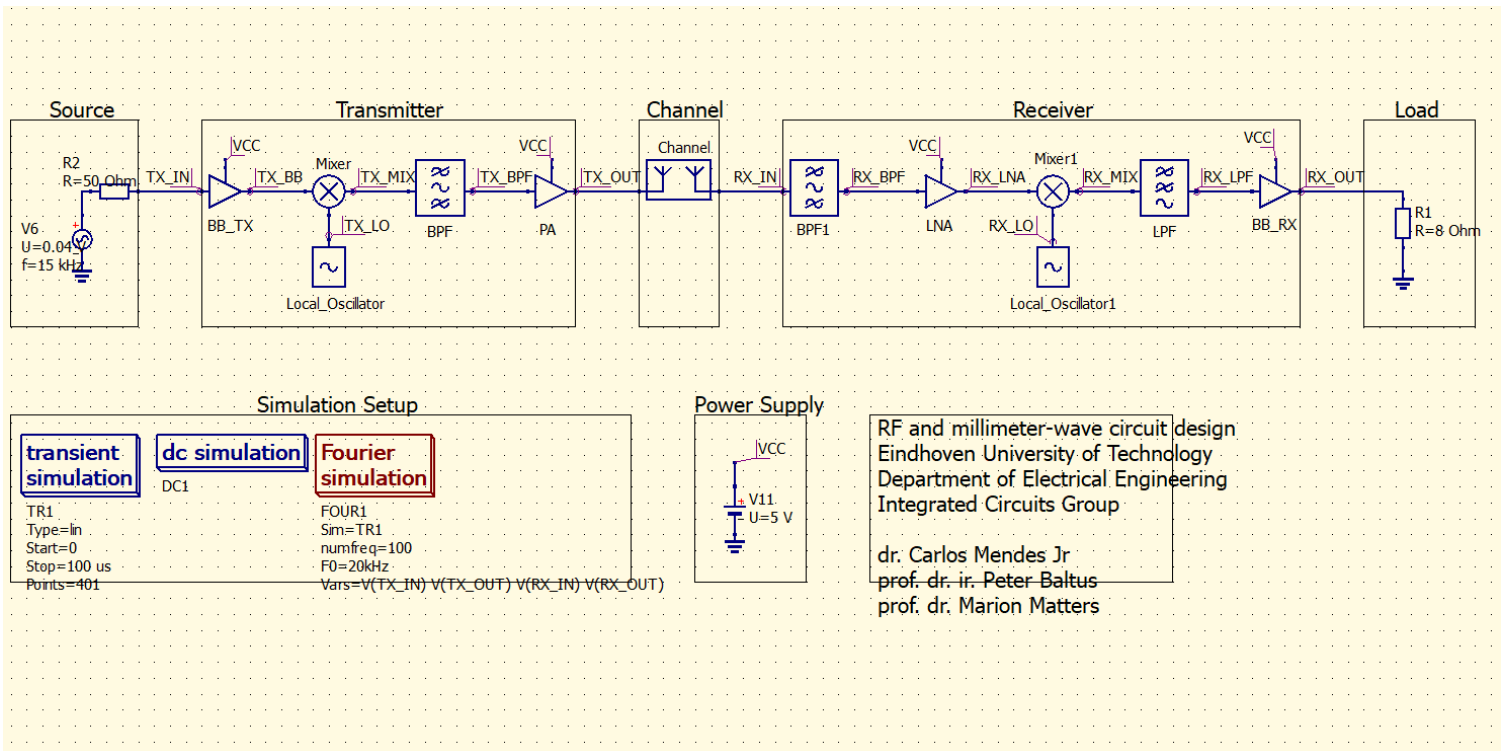 Source
Transmitter
Channel
Receiver
Load
R2
R=50 Ohm
V6
U=0.04 V
f=15 kHz
TX_IN
VCC
BB_TX
TX_BB
Mixer
TX_MIX
TX_LO
Local_Oscillator
BPF
TX_BPF
VCC
PA
TX_OUT
Channel
RX_IN
BPF1
RX_BPF
VCC
LNA
RX_LNA
Mixer1
RX_MIX
RX_LO
Local_Oscillator1
LPF
RX_LPF
VCC
BB_RX
RX_OUT
R1
R=8 Ohm
Simulation Setup
transient
simulation
TR1
Type=lin
Start=0
Stop=100 us
Points=401
dc simulation
DC1
Fourier
simulation
FOUR1
Sim=TR1
numfreq=100
F0=20kHz
Vars=V(TX_IN) V(TX_OUT) V(RX_IN) V(RX_OUT)
Power Supply
VCC
V11
U=5 V
RF and millimeter-wave circuit design
Eindhoven University of Technology
Department of Electrical Engineering
Integrated Circuits Group
dr. Carlos Mendes Jr
prof. dr. ir. Peter Baltus
prof. dr. Marion Matters